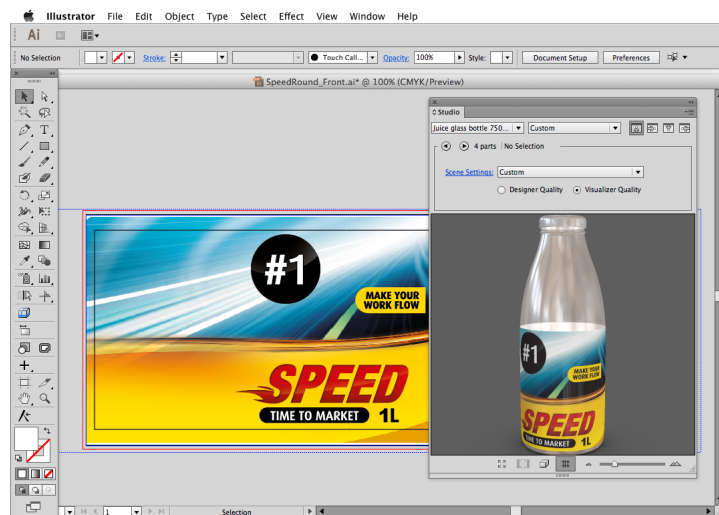 Illustrator File Edit Object Type Select Effect View Window Help
Ai
No Selection Stroke: Touch Call... Opacity: 100% Style: Document Setup Preferences
SpeedRound_Front.ai* @ 100% (CMYK/Preview)
Studio
Juice glass bottle 750... Custom
4 parts No Selection
Scene Settings: Custom
Designer Quality Visualizer Quality
#1
MAKE YOUR
WORK FLOW
SPEED
TIME TO MARKET 1L
#1
MAKE YOUR
WORK FLOW
SPEED
TIME TO MARKET 1L
1 Selection